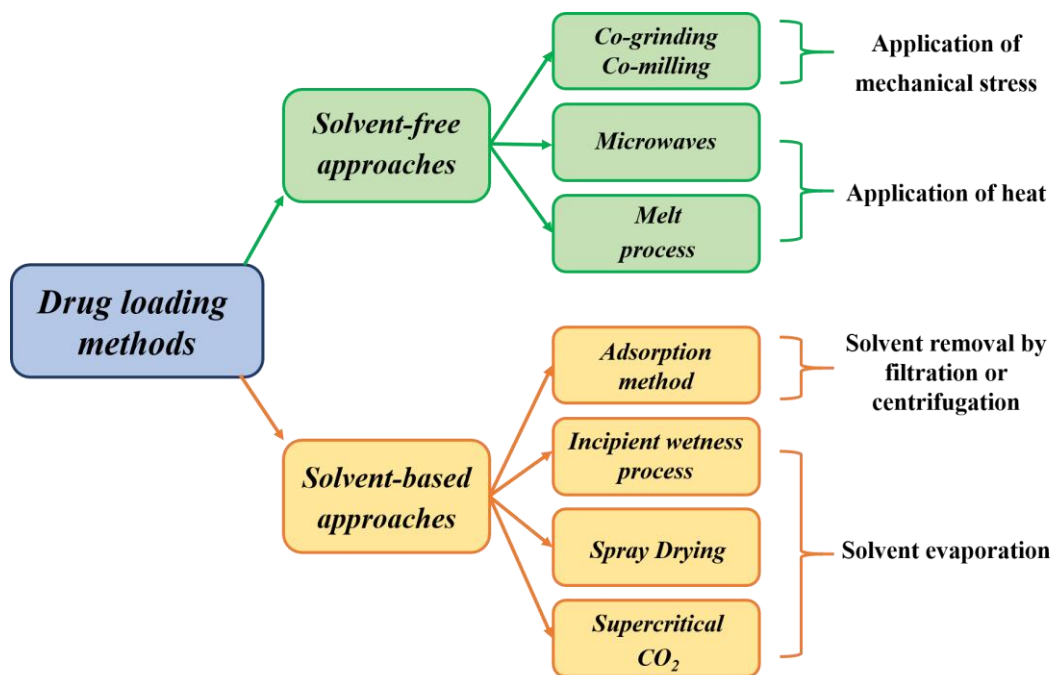 Drug loading
methods
Solvent-free
approaches
Co-grinding
Co-milling
Application of
mechanical stress
Microwaves
Melt
process
Application of heat
Solvent-based
approaches
Adsorption
method
Solvent removal by
filtration or
centrifugation
Incipient wetness
process
Spray Drying
Supercritical
CO₂
Solvent evaporation